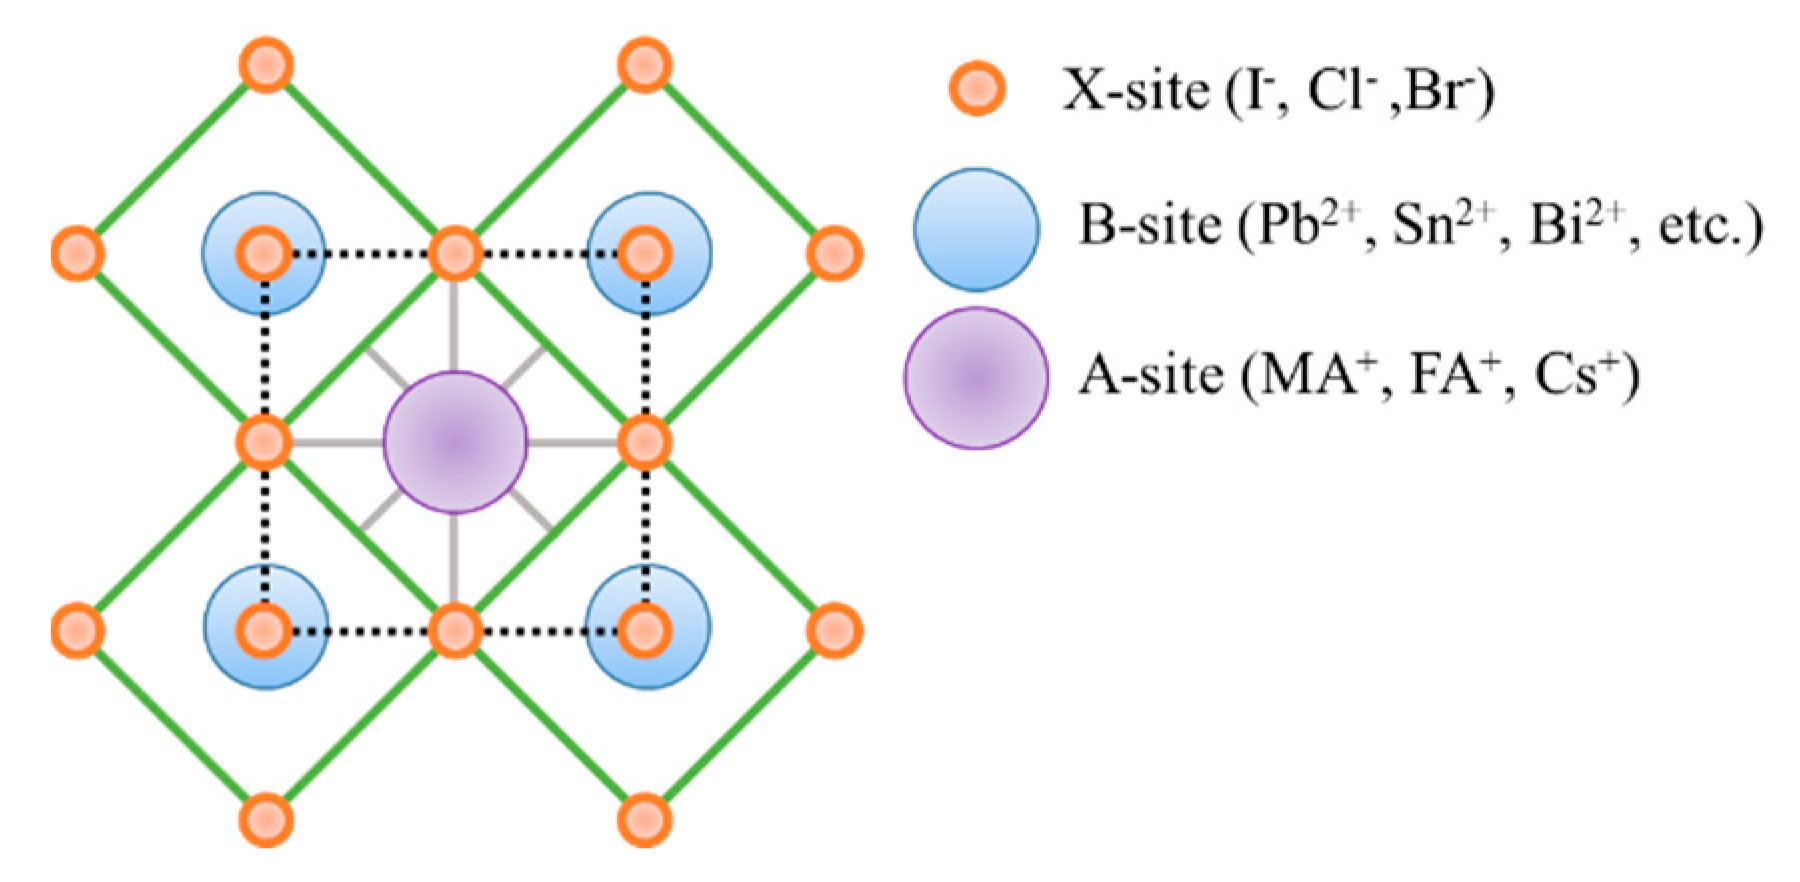 X-site (I⁻, Cl⁻ ,Br⁻)
B-site (Pb²⁺, Sn²⁺, Bi²⁺, etc.)
A-site (MA⁺, FA⁺, Cs⁺)